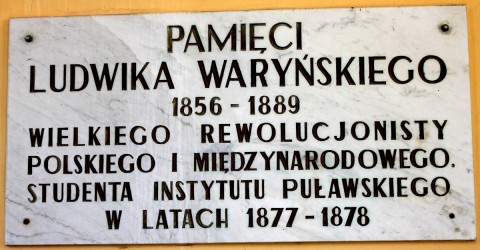 PAMIĘCI
LUDWIKA WARYŃSKIEGO
1856 - 1889
WIELKIEGO REWOLUCJONISTY
POLSKIEGO I MIĘDZYNARODOWEGO.
STUDENTA INSTYTUTU PUŁAWSKIEGO
W LATACH 1877 - 1878